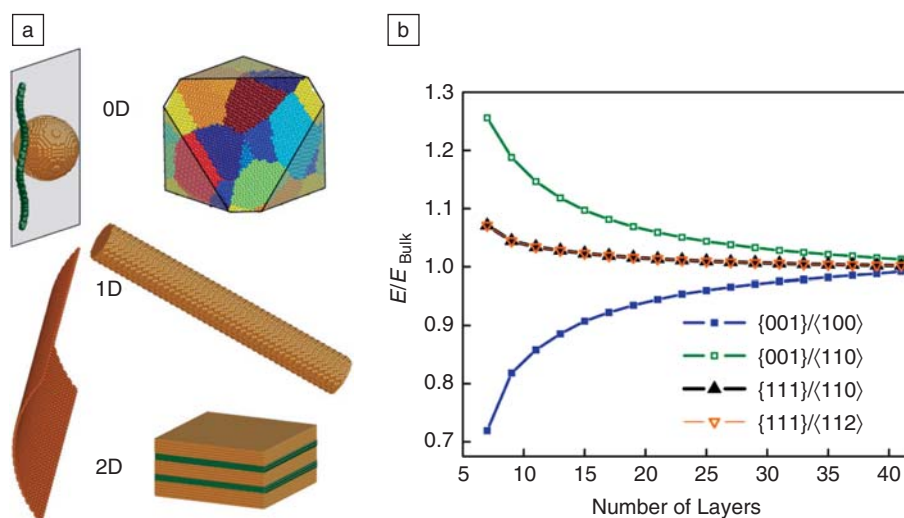 a
0D
1D
2D
b
E/E Bulk
1.3
1.2
1.1
1.0
0.9
0.8
0.7
{001}/⟨100⟩
{001}/⟨110⟩
{111}/⟨110⟩
{111}/⟨112⟩
5 10 15 20 25 30 35 40
Number of Layers